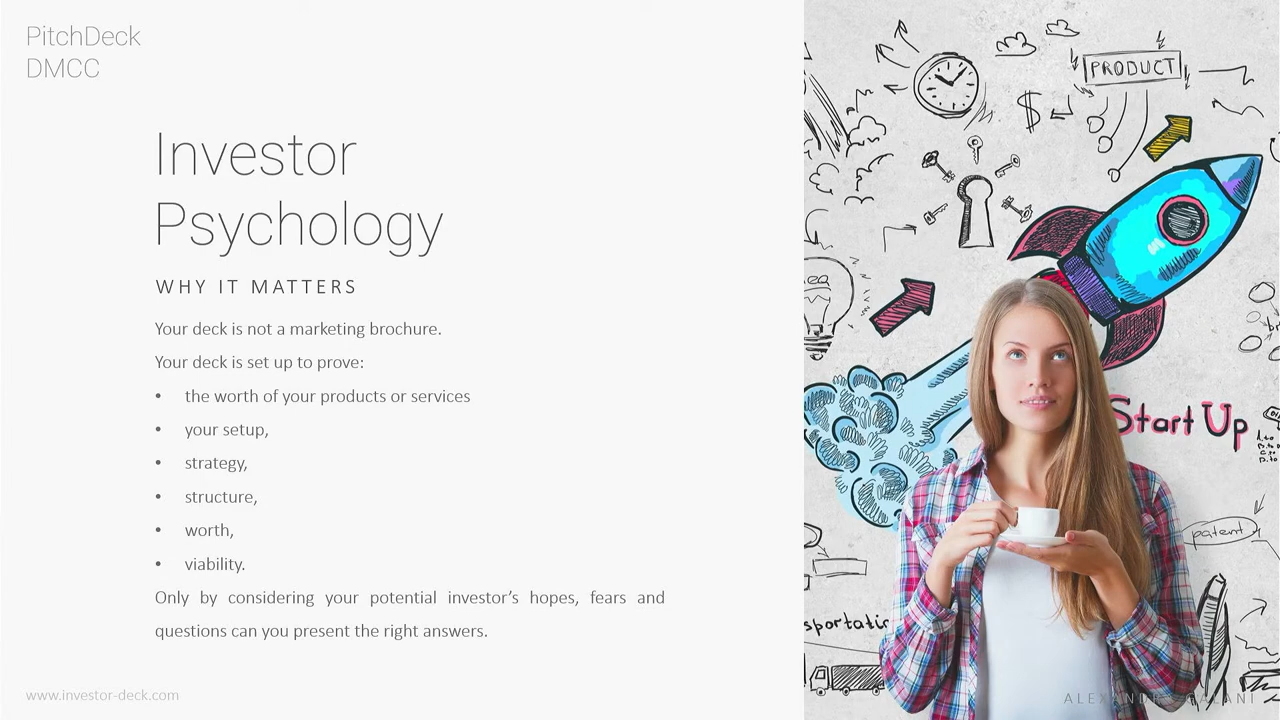 PitchDeck
DMCC
Investor
Psychology
WHY IT MATTERS
Your deck is not a marketing brochure.
Your deck is set up to prove:
• the worth of your products or services
• your setup,
• strategy,
• structure,
• worth,
• viability.
Only by considering your potential investor’s hopes, fears and
questions can you present the right answers.
www.investor-deck.com
PRODUCT
$
Start Up
patent
sportatic